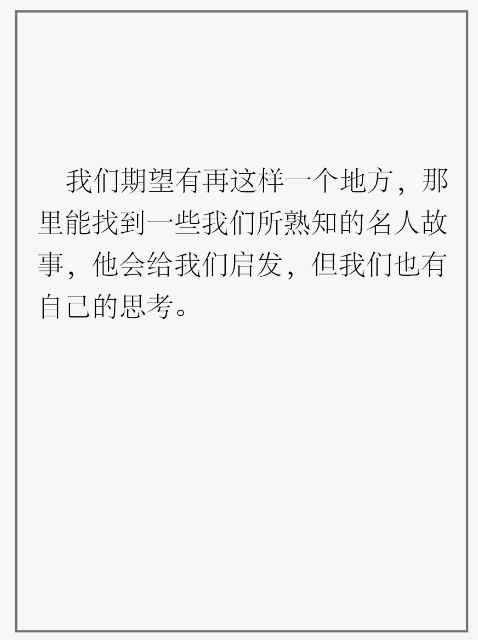 我们期望有再这样一个地方，那
里能找到一些我们所熟知的名人故
事，他会给我们启发，但我们也有
自己的思考。